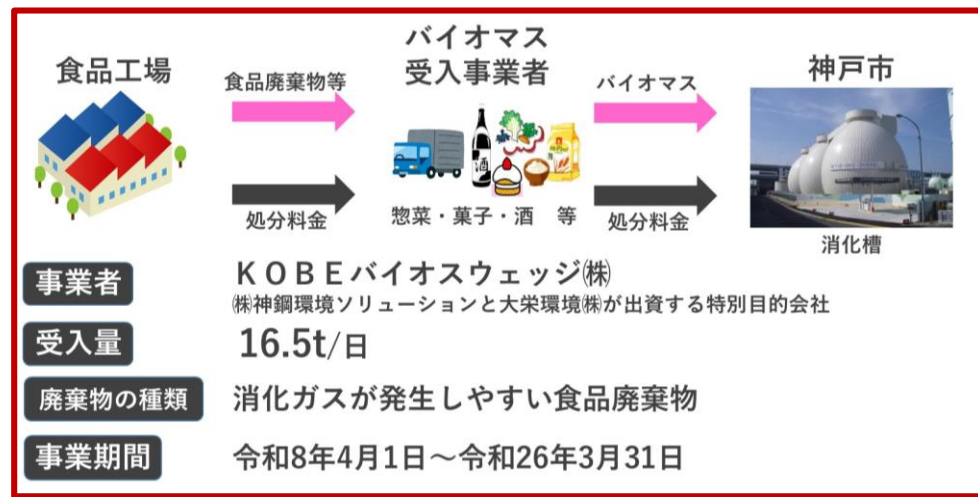 食品工場
食品廃棄物等
処分料金
バイオマス
受入事業者
酒
惣菜・菓子・酒　等
バイオマス
処分料金
神戸市
消化槽
事業者
ＫＯＢＥバイオスウェッジ㈱
㈱神鋼環境ソリューションと大栄環境㈱が出資する特別目的会社
受入量
16.5t/日
廃棄物の種類
消化ガスが発生しやすい食品廃棄物
事業期間
令和8年4月1日～令和26年3月31日